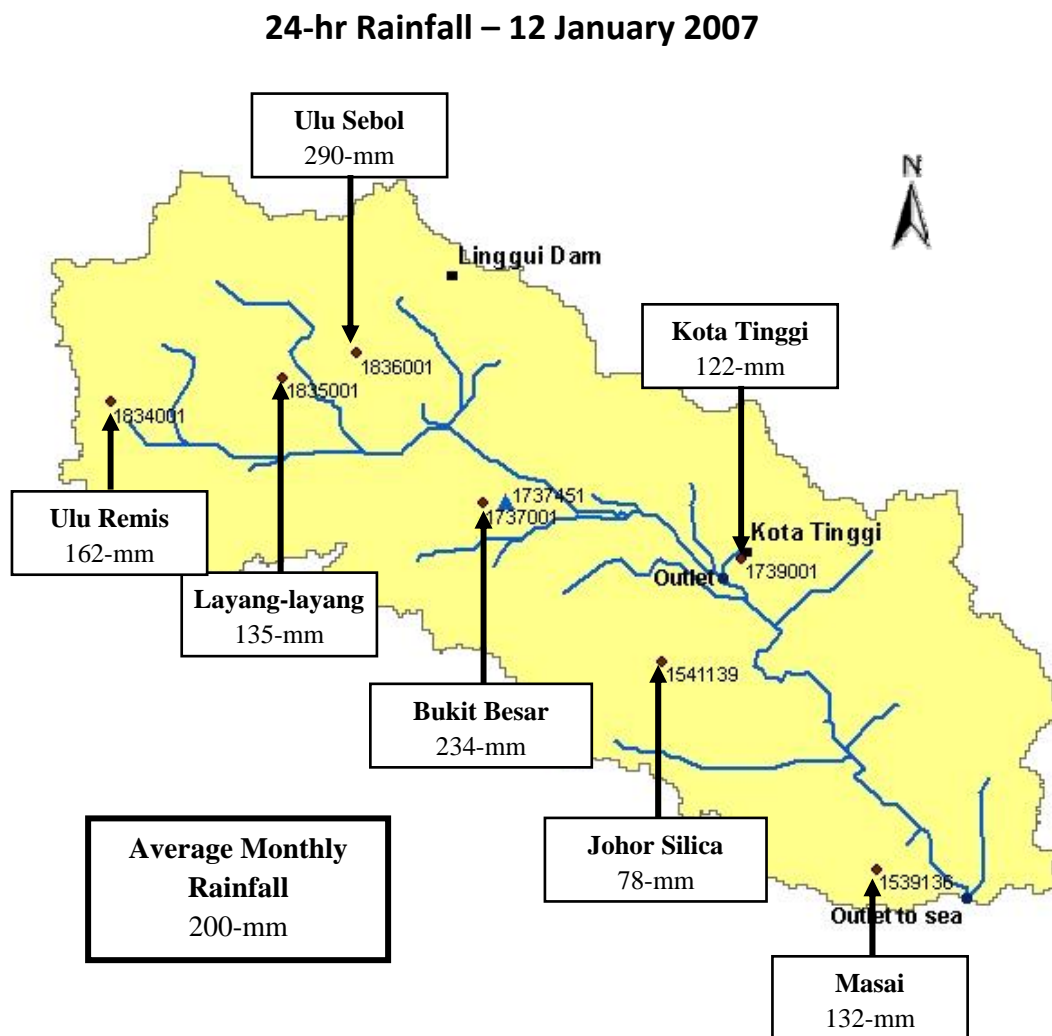 24-hr Rainfall – 12 January 2007
Ulu Sebol
290-mm
N
Linggui Dam
Kota Tinggi
122-mm
1836001
1835001
1834001
Ulu Remis
162-mm
1737451
1737001
Kota Tinggi
1739001
Outlet
Layang-layang
135-mm
1541139
Bukit Besar
234-mm
Average Monthly
Rainfall
200-mm
Johor Silica
78-mm
1539136
Outlet to sea
Masai
132-mm